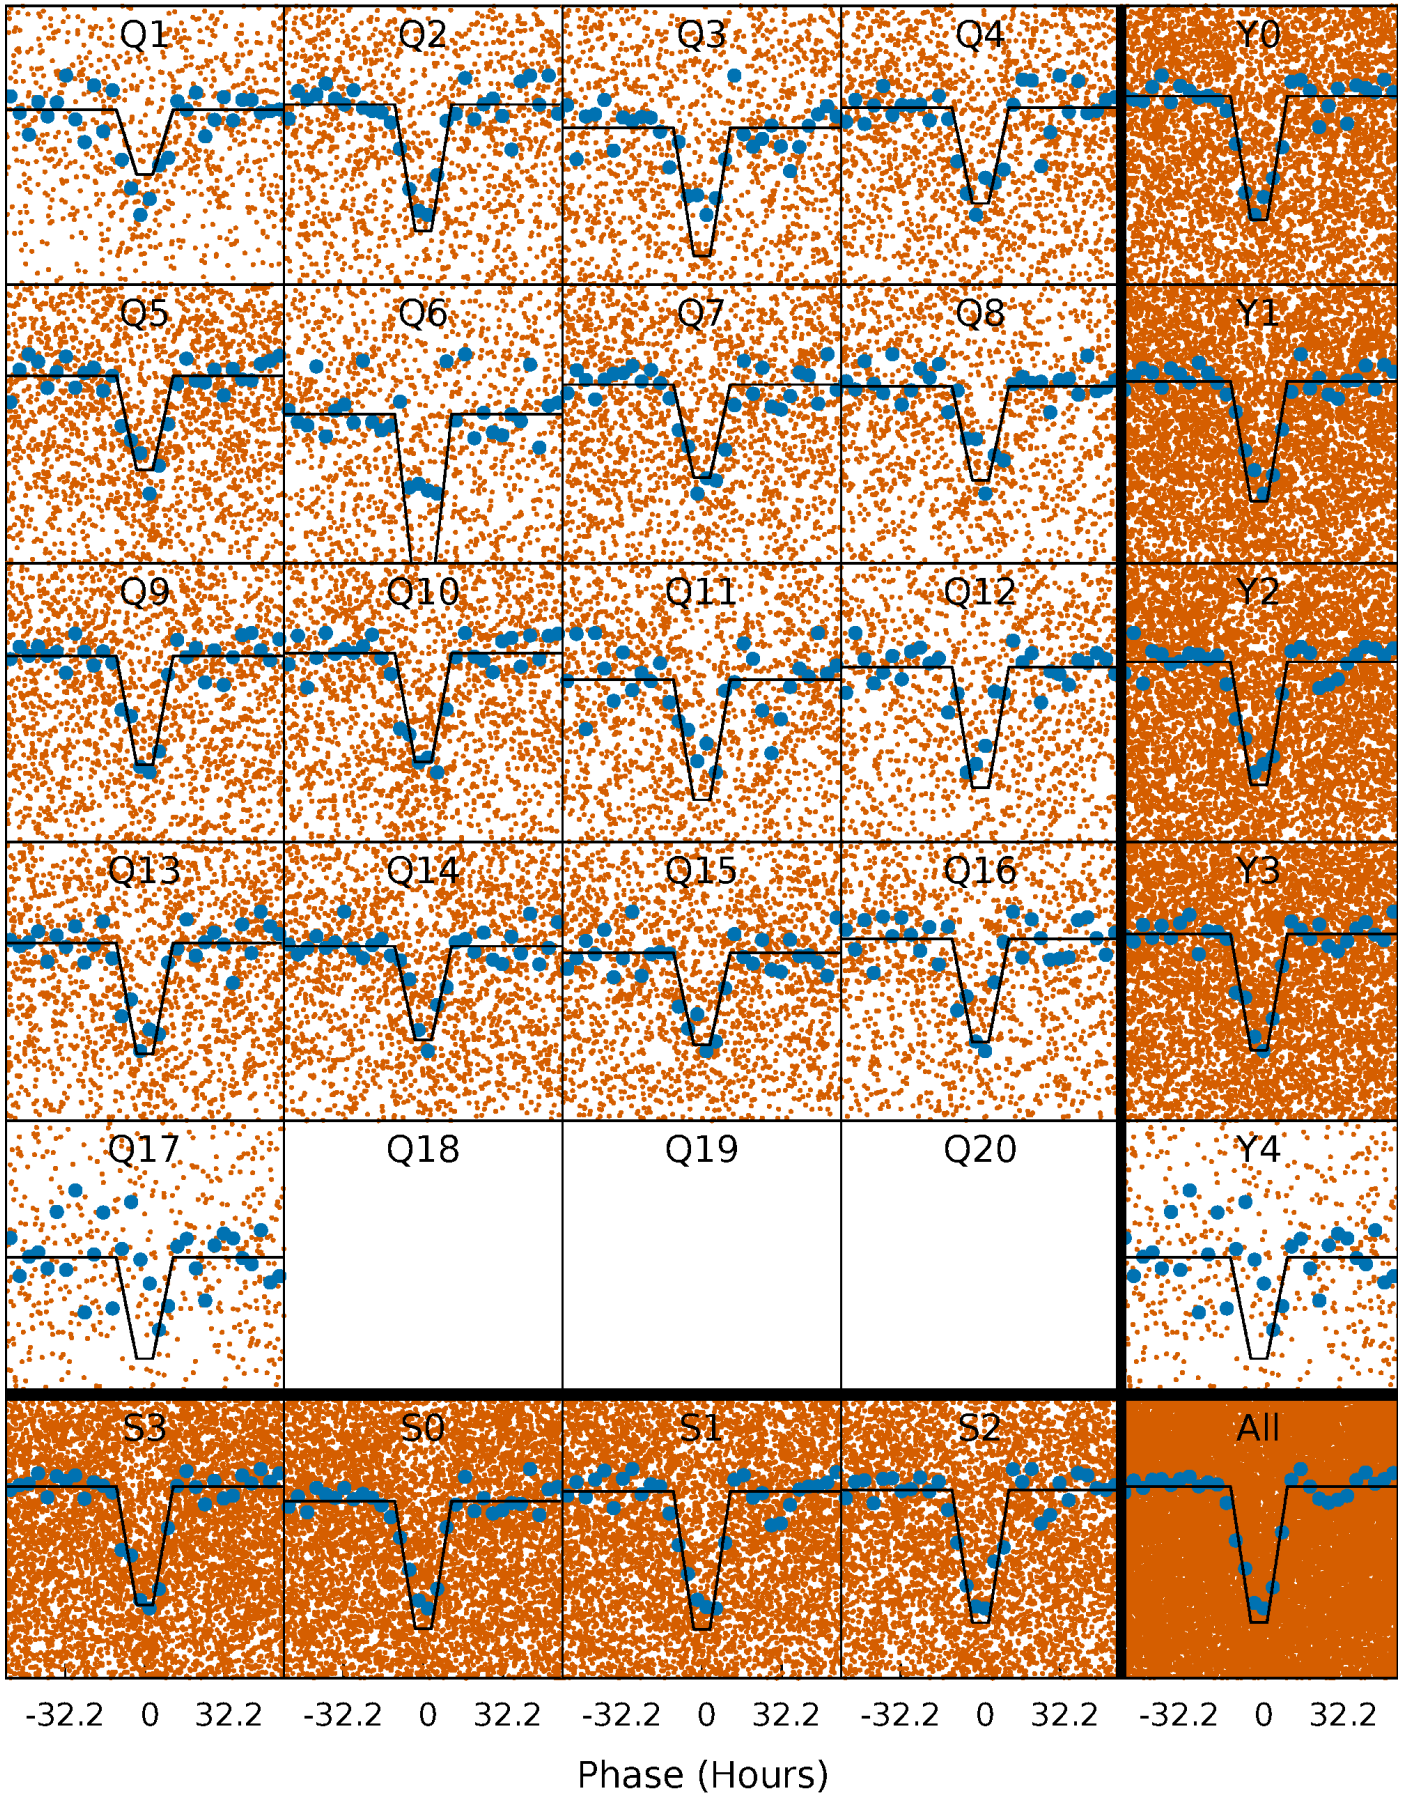 Q1 Q2 Q3 Q4 Y0
Q5 Q6 Q7 Q8 Y1
Q9 Q10 Q11 Q12 Y2
Q13 Q14 Q15 Q16 Y3
Q17 Q18 Q19 Q20 Y4
S3 S0 S1 S2 All
-32.2 0 32.2 -32.2 0 32.2 -32.2 0 32.2 -32.2 0 32.2 -32.2 0 32.2
Phase (Hours)